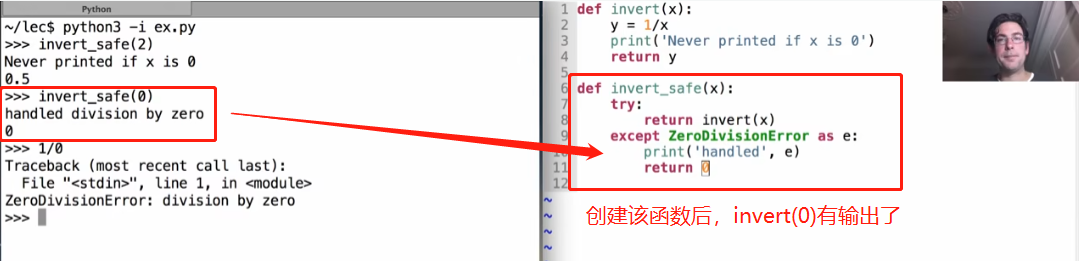 Python
~/lec$ python3 -i ex.py
>>> invert_safe(2)
Never printed if x is 0
0.5
>>> invert_safe(0)
handled division by zero
0
>>> 1/0
Traceback (most recent call last):
  File "<stdin>", line 1, in <module>
ZeroDivisionError: division by zero
>>>
1 def invert(x):
2     y = 1/x
3     print('Never printed if x is 0')
4     return y
5
6 def invert_safe(x):
7     try:
8         return invert(x)
9     except ZeroDivisionError as e:
10         print('handled', e)
11         return 0
12
~
~
~
~
创建该函数后，invert(0)有输出了